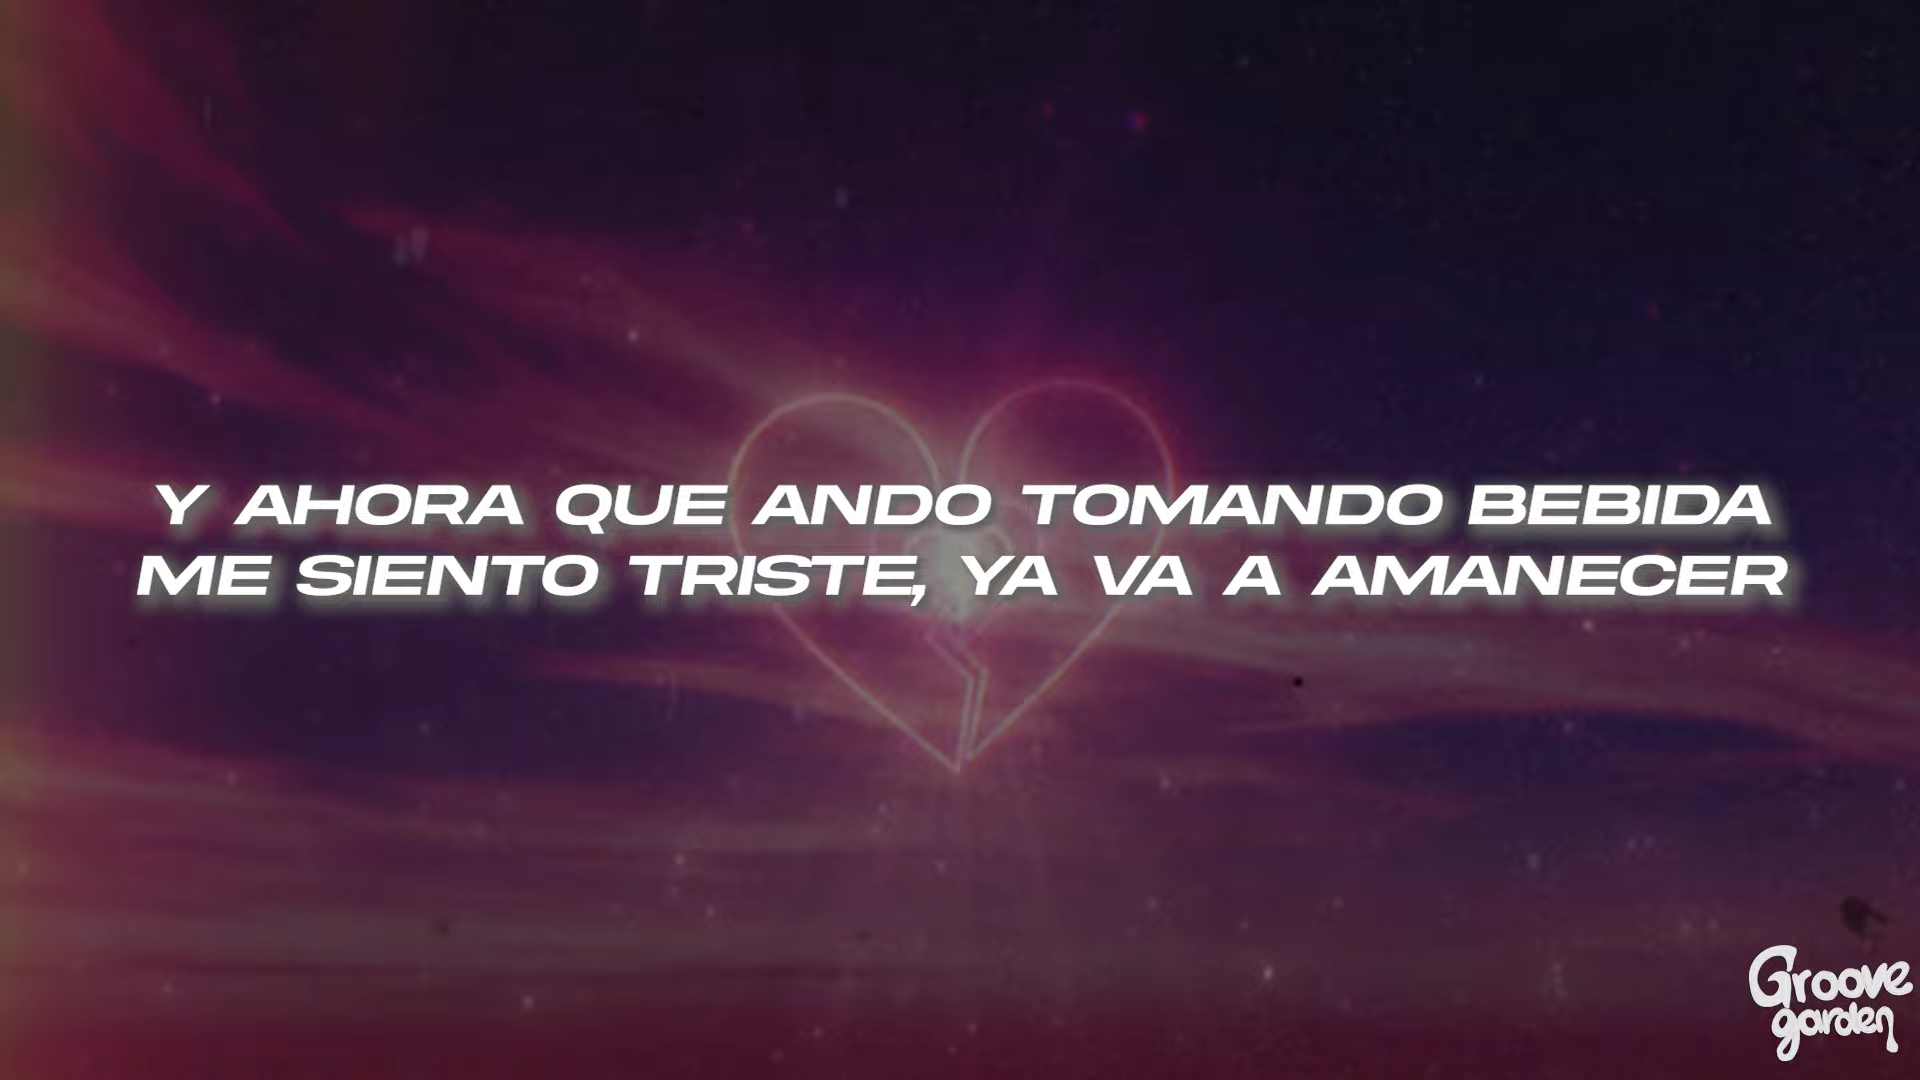 Y AHORA QUE ANDO TOMANDO BEBIDA
ME SIENTO TRISTE, YA VA A AMANECER
Groove
garden